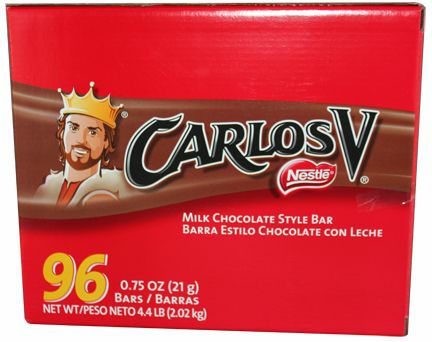 CARLOS V
Nestlé
MILK CHOCOLATE STYLE BAR
BARRA ESTILO CHOCOLATE CON LECHE
96 0.75 OZ (21 g)
BARS / BARRAS
NET WT/PESO NETO 4.4 LB (2.02 kg)